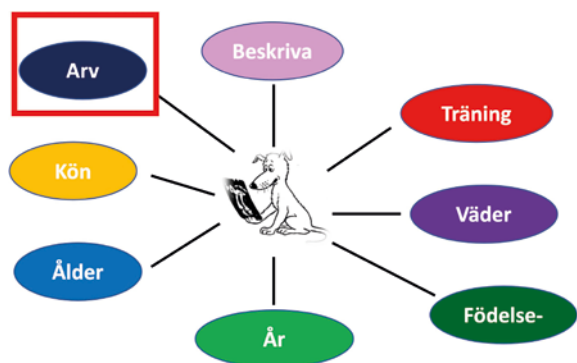 Arv
Beskriva
Träning
Kön
Väder
Ålder
Födelse-
År